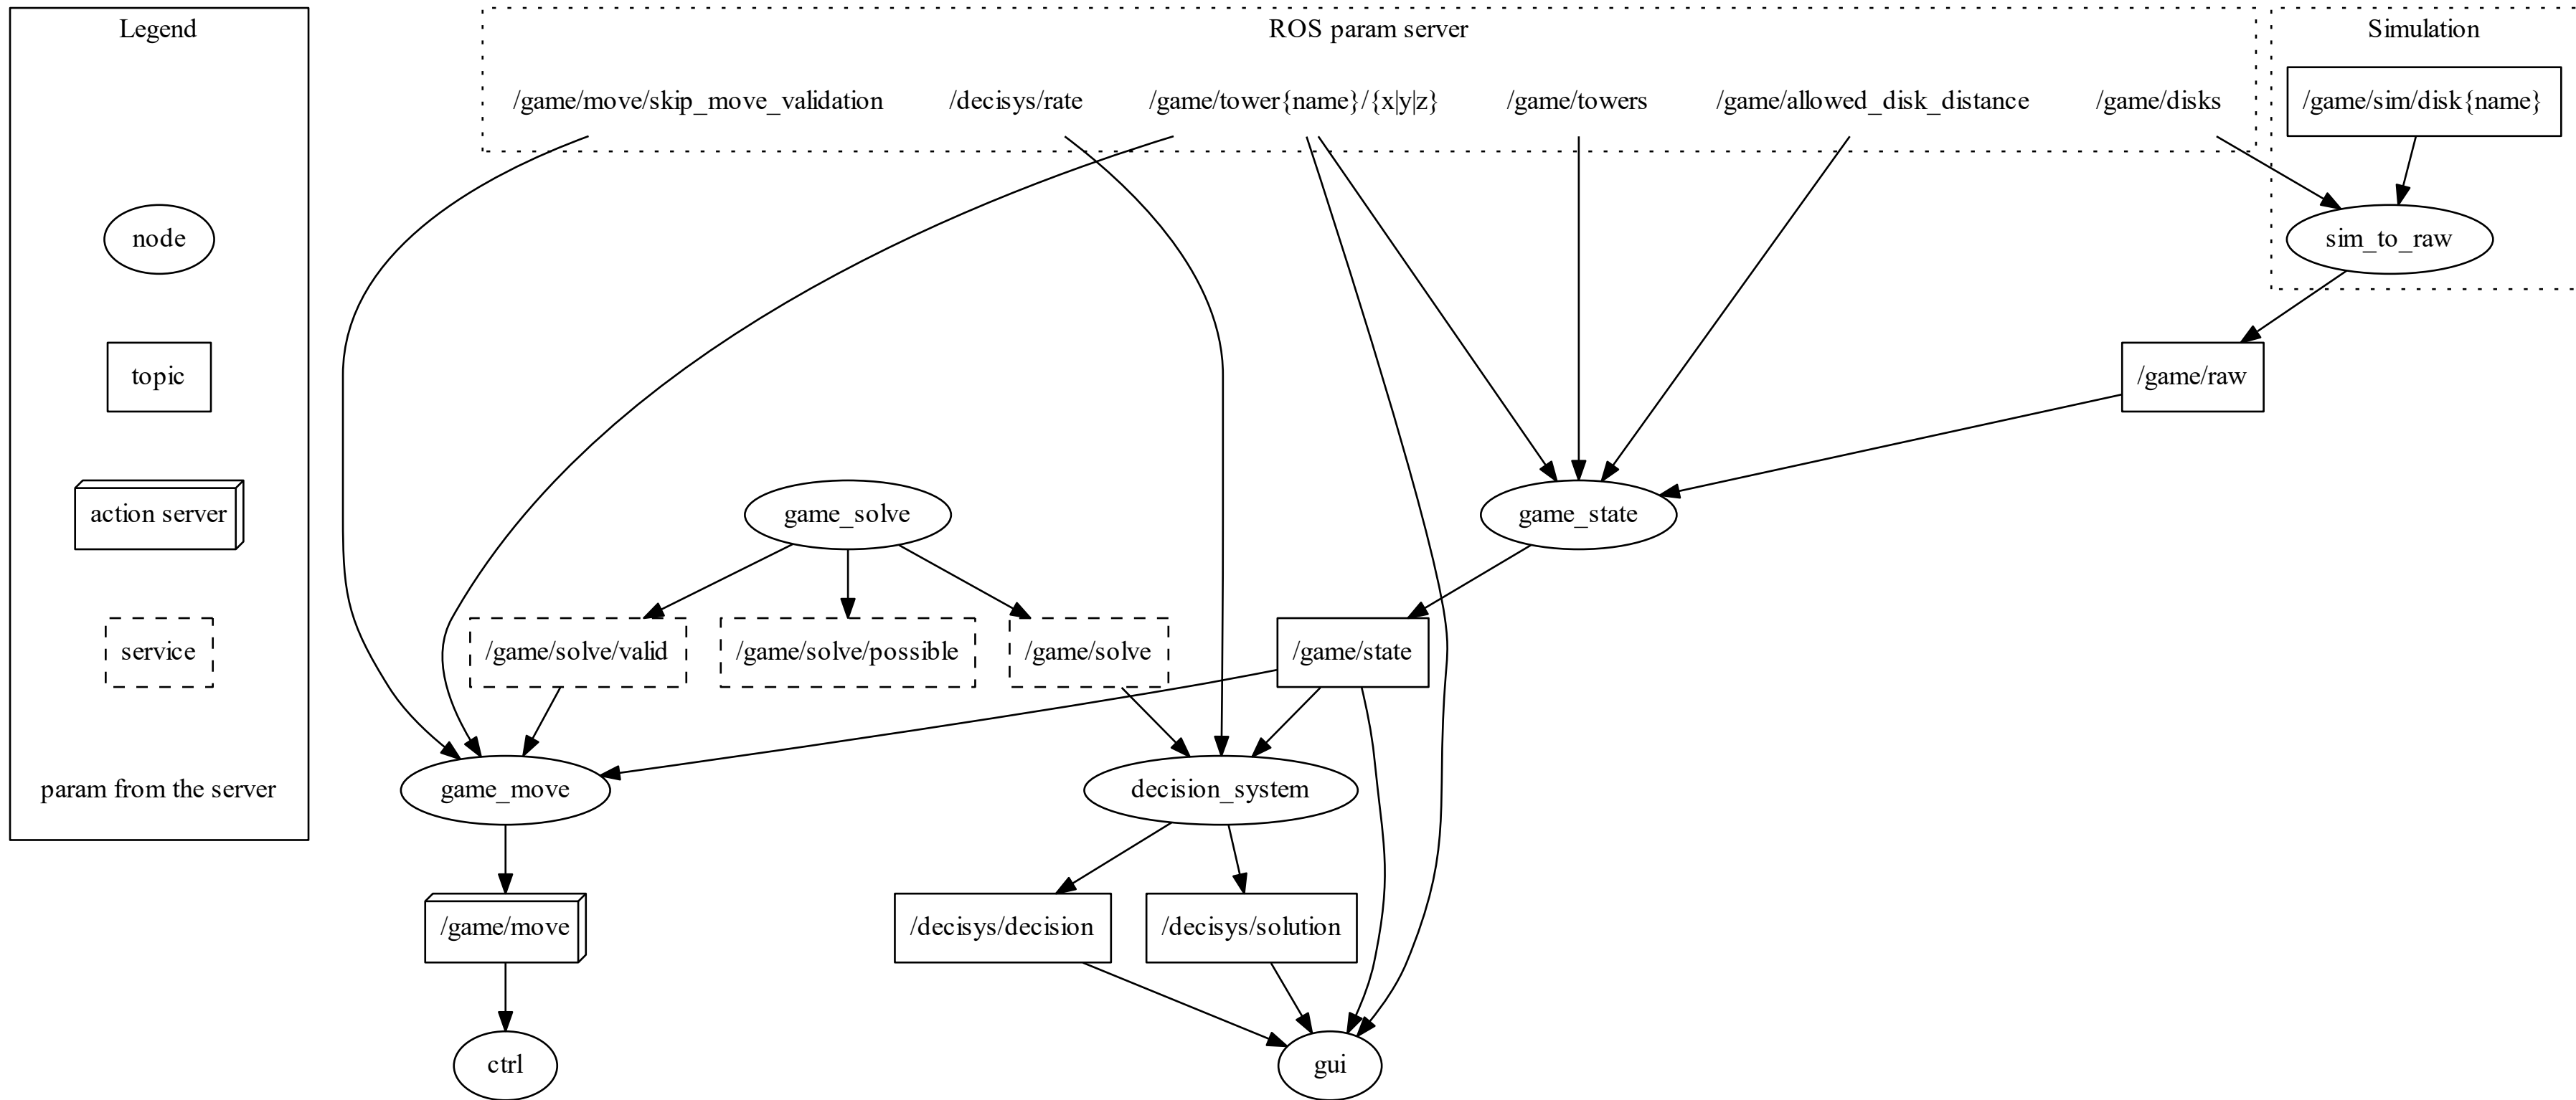 Legend
ROS param server
Simulation
/game/move/skip_move_validation
/decisys/rate
/game/tower{name}/{x|y|z}
/game/towers
/game/allowed_disk_distance
/game/disks
/game/sim/disk{name}
node
sim_to_raw
topic
/game/raw
action server
game_solve
game_state
service
/game/solve/valid
/game/solve/possible
/game/solve
/game/state
param from the server
game_move
decision_system
/game/move
/decisys/decision
/decisys/solution
ctrl
gui